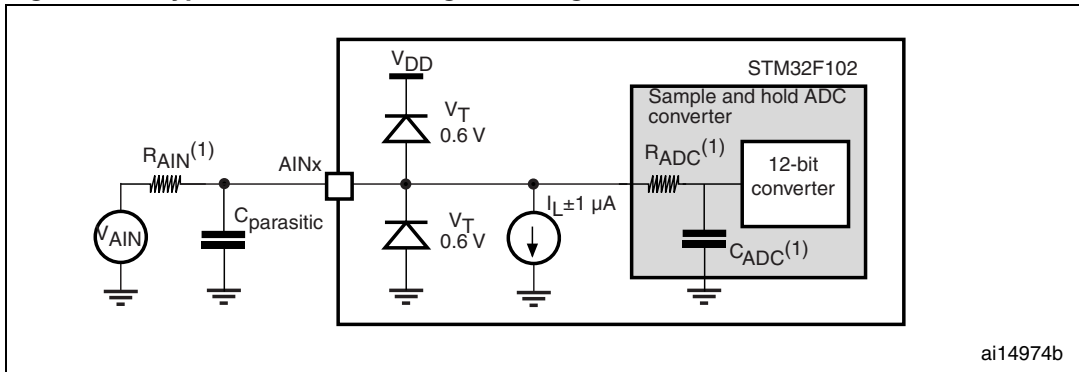 V_DD
STM32F102
Sample and hold ADC
converter
V_T
0.6 V
R_AIN(1)
AINx
R_ADC(1)
12-bit
converter
I_L±1 µA
V_AIN
C_parasitic
V_T
0.6 V
C_ADC(1)
ai14974b